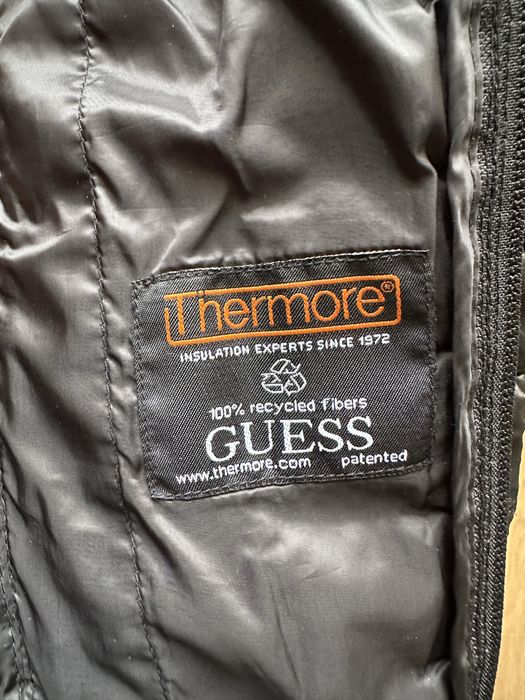 Thermore®
INSULATION EXPERTS SINCE 1972
100% recycled fibers
GUESS
www.thermore.com patented